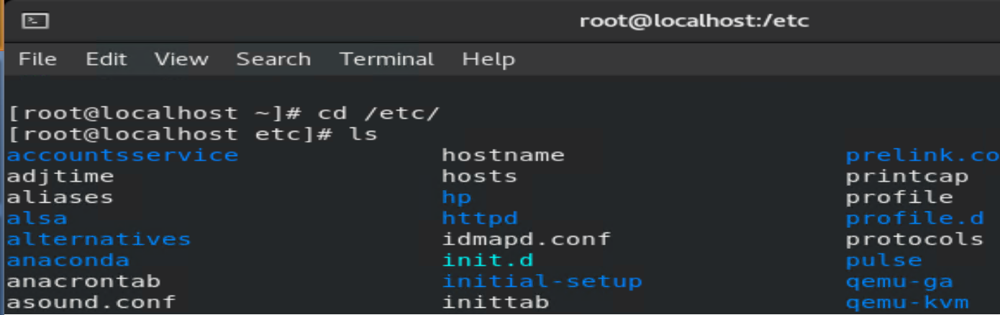 root@localhost:/etc
File Edit View Search Terminal Help
[root@localhost ~]# cd /etc/
[root@localhost etc]# ls
accountsservice hostname prelink.co
adjtime hosts printcap
aliases hp profile
alsa httpd profile.d
alternatives idmapd.conf protocols
anaconda init.d pulse
anacrontab initial-setup qemu-ga
asound.conf inittab qemu-kvm